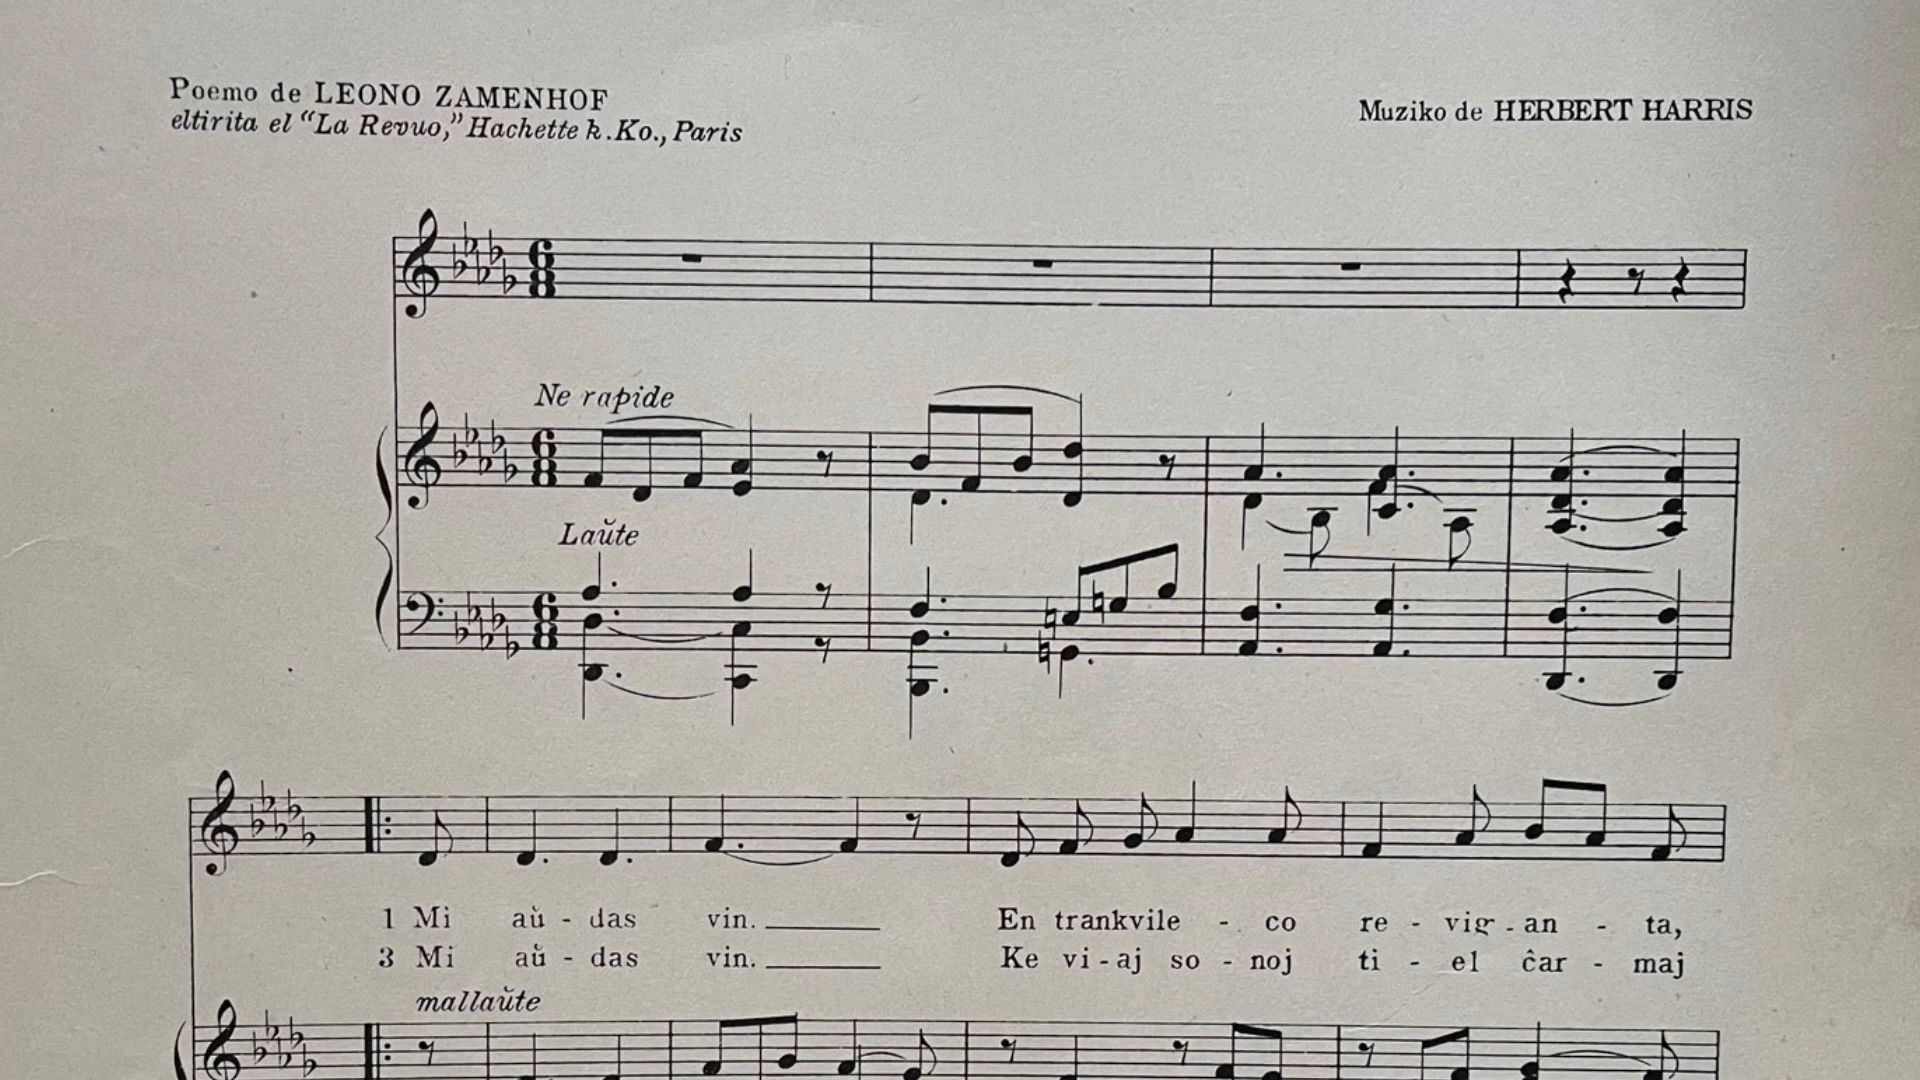 Poemo de LEONO ZAMENHOF
eltirita el “La Revuo,” Hachette k. Ko., Paris
Muziko de HERBERT HARRIS
Ne rapide
Laŭte
1 Mi aŭ - das vin. En trankvile - co re - vig - an - ta,
3 Mi aŭ - das vin. Ke vi - aj so - noj ti - el ĉar - maj
mallaŭte